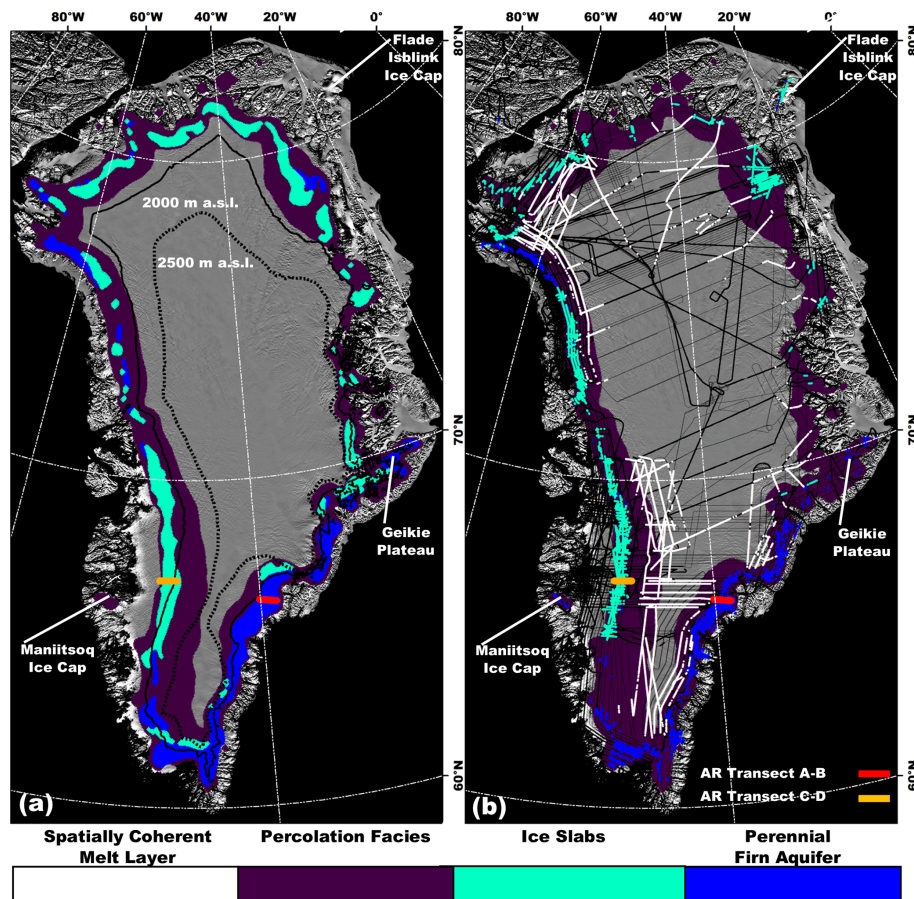 80°W 60°W 40°W 20°W 0°
80°W 60°W 40°W 20°W 0°
80°N
80°N
Flade
Isblink
Ice Cap
Flade
Isblink
Ice Cap
2000 m a.s.l.
2500 m a.s.l.
70°N
70°N
Geikie
Plateau
Geikie
Plateau
Maniitsoq
Ice Cap
Maniitsoq
Ice Cap
60°N
60°N
AR Transect A-B
AR Transect C-D
(a)
(b)
Spatially Coherent
Melt Layer
Percolation Facies
Ice Slabs
Perennial
Firn Aquifer